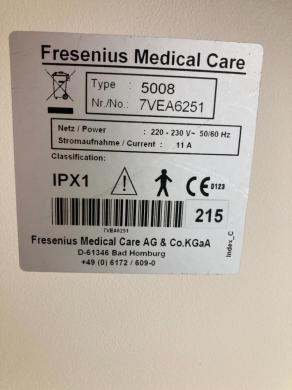 Fresenius Medical Care
Type : 5008
Nr./No.: 7VEA6251
Netz / Power : 220 - 230 V~ 50/60 Hz
Stromaufnahme / Current : 11 A
Classification:
IPX1 CE 0123
7VEA6251
215
Fresenius Medical Care AG & Co.KGaA
D-61346 Bad Homburg
+49 (0) 6172 / 609-0
Index_C